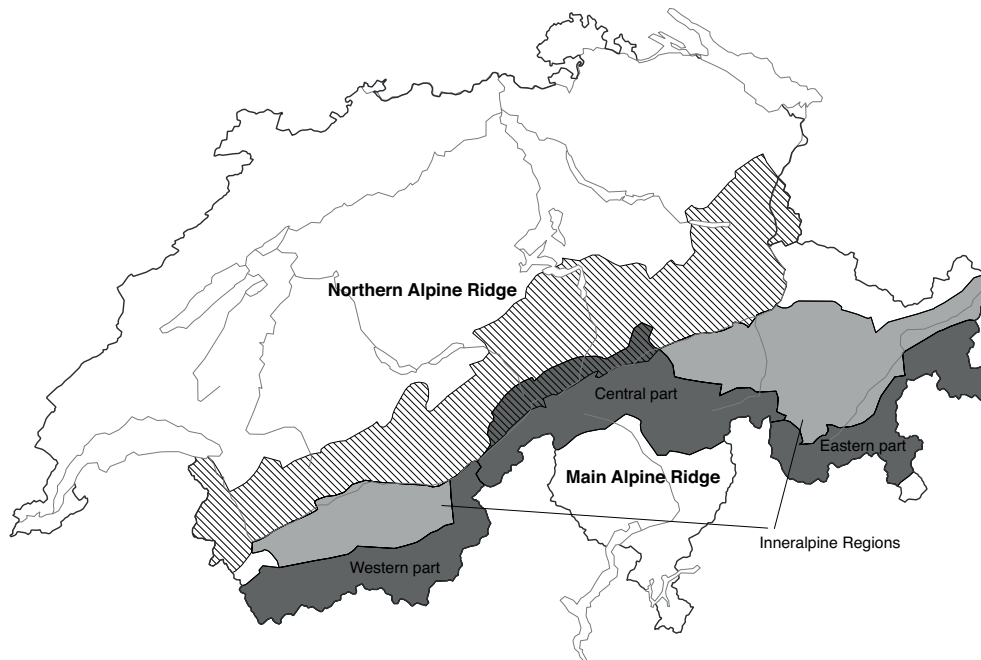 Northern Alpine Ridge
Central part
Eastern part
Main Alpine Ridge
Inneralpine Regions
Western part